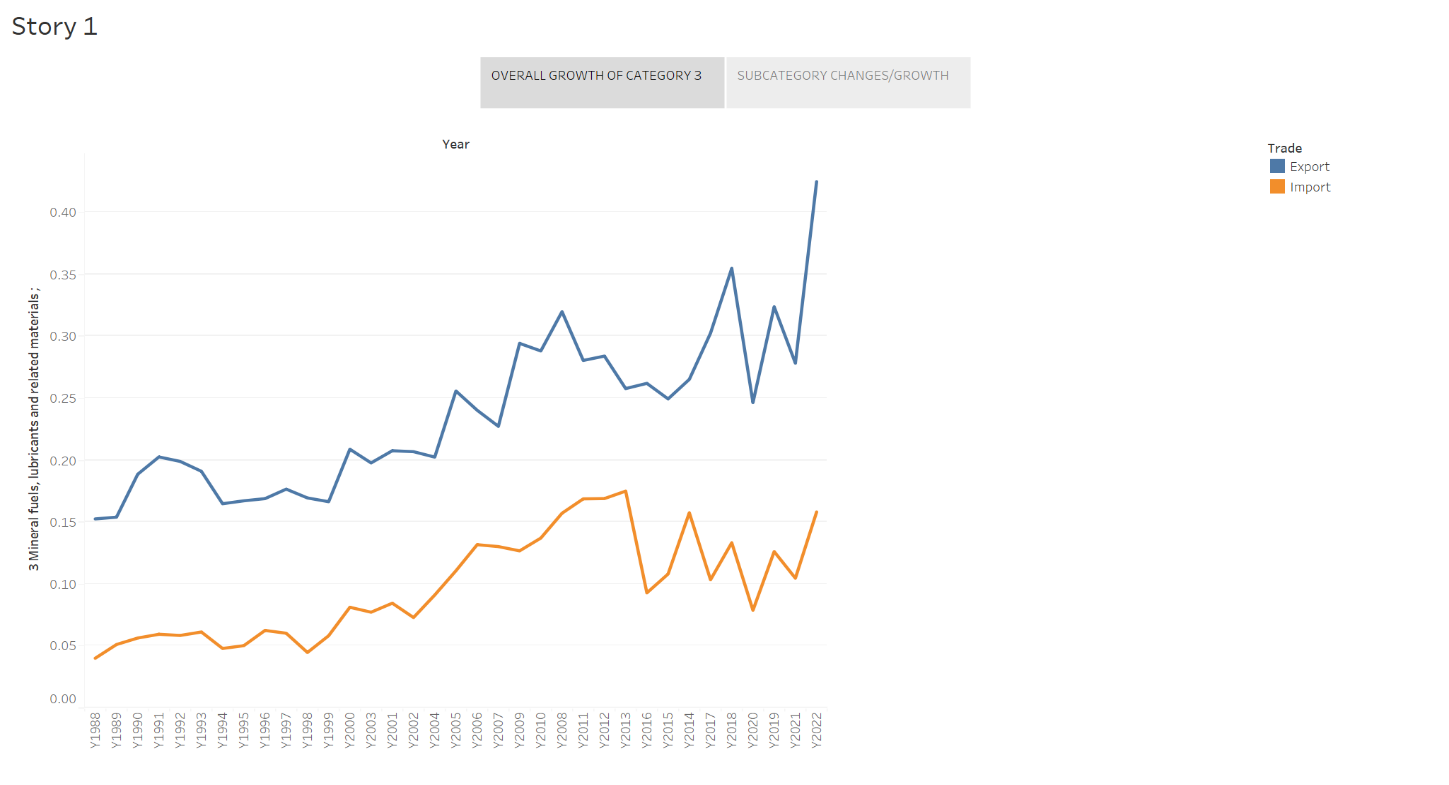 Story 1
OVERALL GROWTH OF CATEGORY 3
SUBCATEGORY CHANGES/GROWTH
Year
Trade
Export
Import
3 Mineral fuels, lubricants and related materials ;
0.40
0.35
0.30
0.25
0.20
0.15
0.10
0.05
0.00
Y1988
Y1989
Y1990
Y1991
Y1992
Y1993
Y1994
Y1995
Y1996
Y1997
Y1998
Y1999
Y2000
Y2003
Y2001
Y2002
Y2004
Y2005
Y2006
Y2007
Y2009
Y2010
Y2008
Y2011
Y2012
Y2013
Y2016
Y2015
Y2014
Y2017
Y2018
Y2020
Y2019
Y2021
Y2022